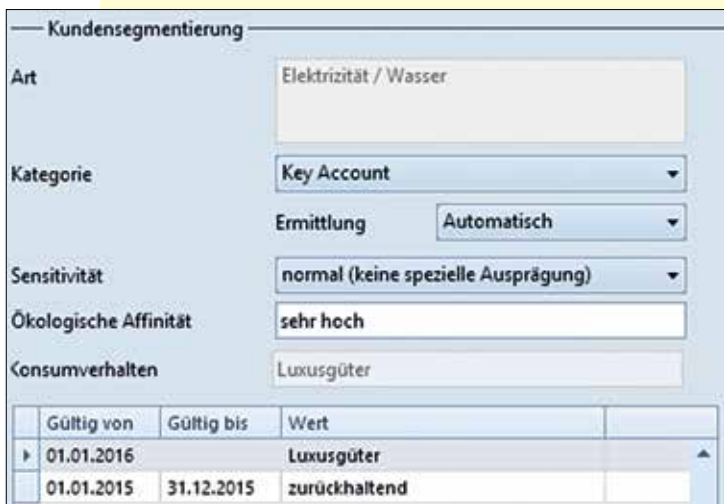 Kundensegmentierung
Art Elektrizität / Wasser
Kategorie Key Account
Ermittlung Automatisch
Sensitivität normal (keine spezielle Ausprägung)
Ökologische Affinität sehr hoch
Konsumverhalten Luxusgüter
Gültig von Gültig bis Wert
01.01.2016 Luxusgüter
01.01.2015 31.12.2015 zurückhaltend